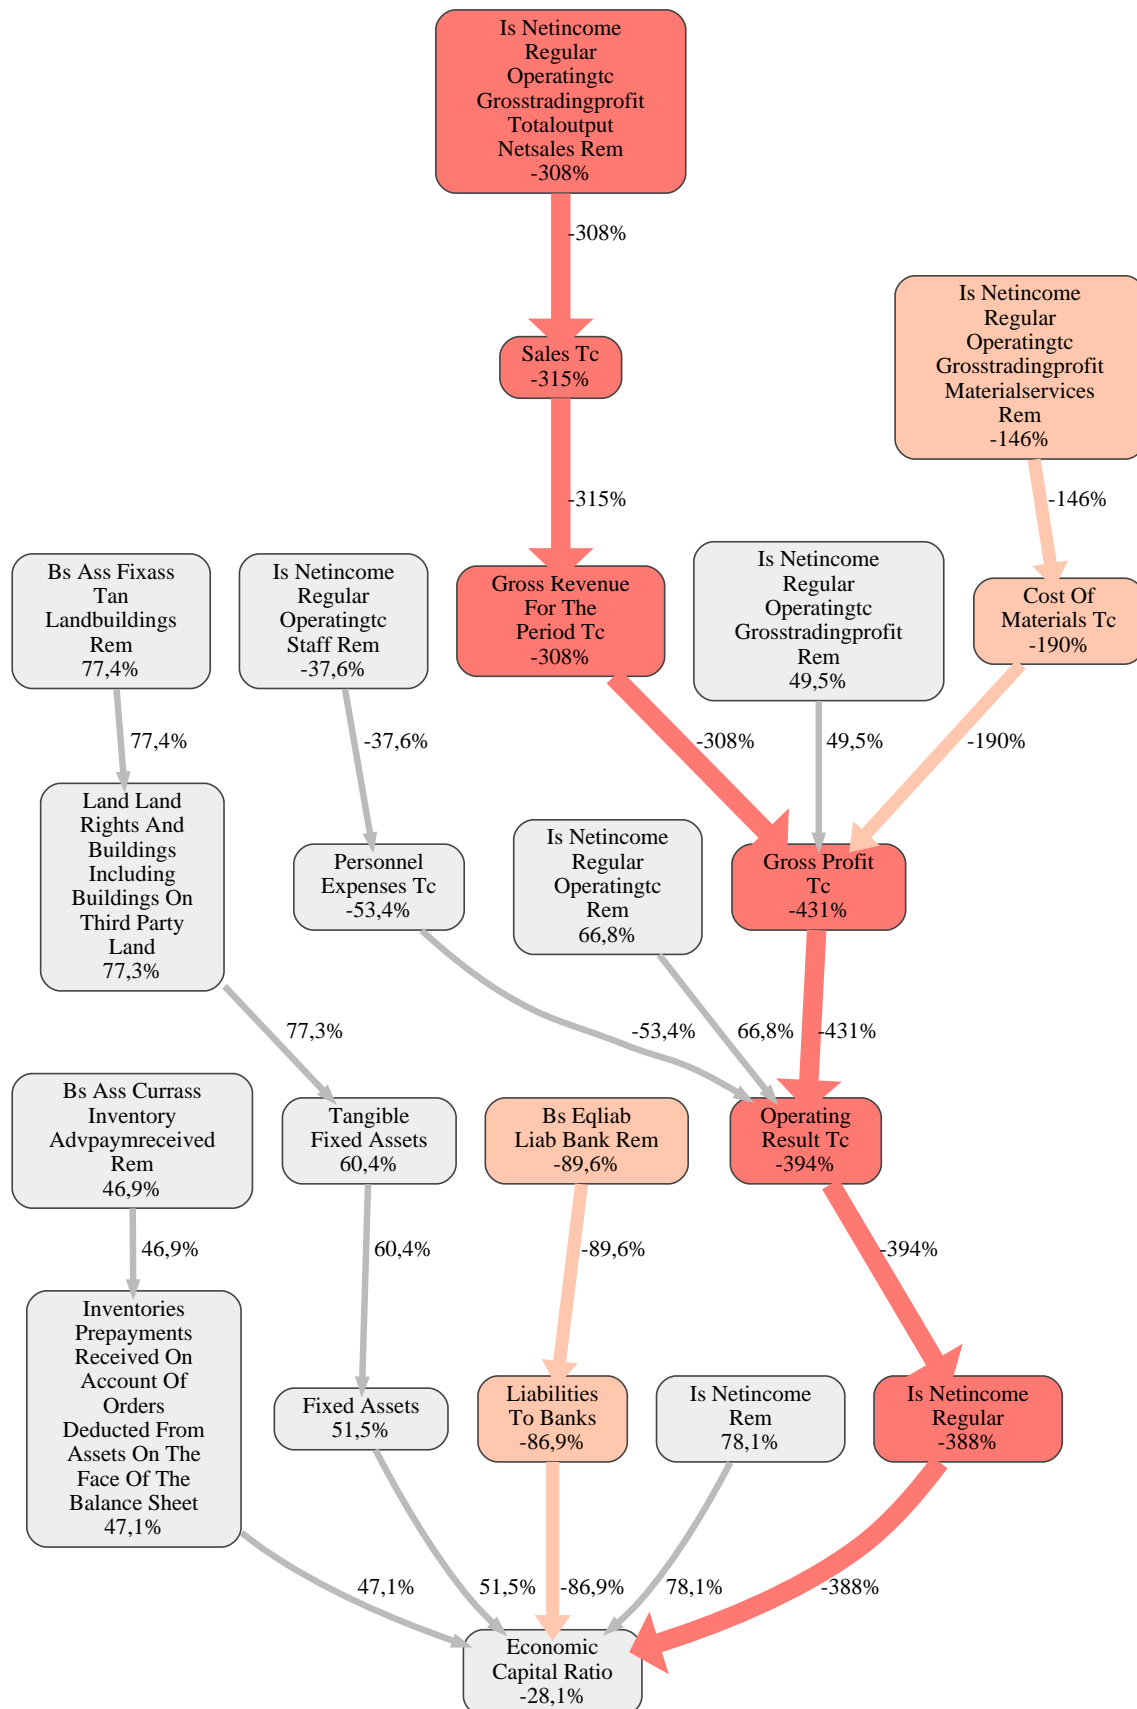 Is Netincome
Regular
Operatingtc
Grosstradingprofit
Totaloutput
Netsales Rem
-308%
-308%
Is Netincome
Regular
Operatingtc
Grosstradingprofit
Materialservices
Rem
-146%
Sales Tc
-315%
-315%
-146%
Bs Ass Fixass
Tan
Landbuildings
Rem
77,4%
Is Netincome
Regular
Operatingtc
Staff Rem
-37,6%
Gross Revenue
For The
Period Tc
-308%
Is Netincome
Regular
Operatingtc
Grosstradingprofit
Rem
49,5%
Cost Of
Materials Tc
-190%
77,4%
-37,6%
-308%
49,5%
-190%
Land Land
Rights And
Buildings
Including
Buildings On
Third Party
Land
77,3%
Personnel
Expenses Tc
-53,4%
Is Netincome
Regular
Operatingtc
Rem
66,8%
Gross Profit
Tc
-431%
77,3%
-53,4%
66,8%
-431%
Bs Ass Currass
Inventory
Advpaymreceived
Rem
46,9%
Tangible
Fixed Assets
60,4%
Bs Eqliab
Liab Bank Rem
-89,6%
Operating
Result Tc
-394%
46,9%
60,4%
-89,6%
-394%
Inventories
Prepayments
Received On
Account Of
Orders
Deducted From
Assets On The
Face Of The
Balance Sheet
47,1%
Fixed Assets
51,5%
Liabilities
To Banks
-86,9%
Is Netincome
Rem
78,1%
Is Netincome
Regular
-388%
47,1%
51,5%
-86,9%
78,1%
-388%
Economic
Capital Ratio
-28,1%